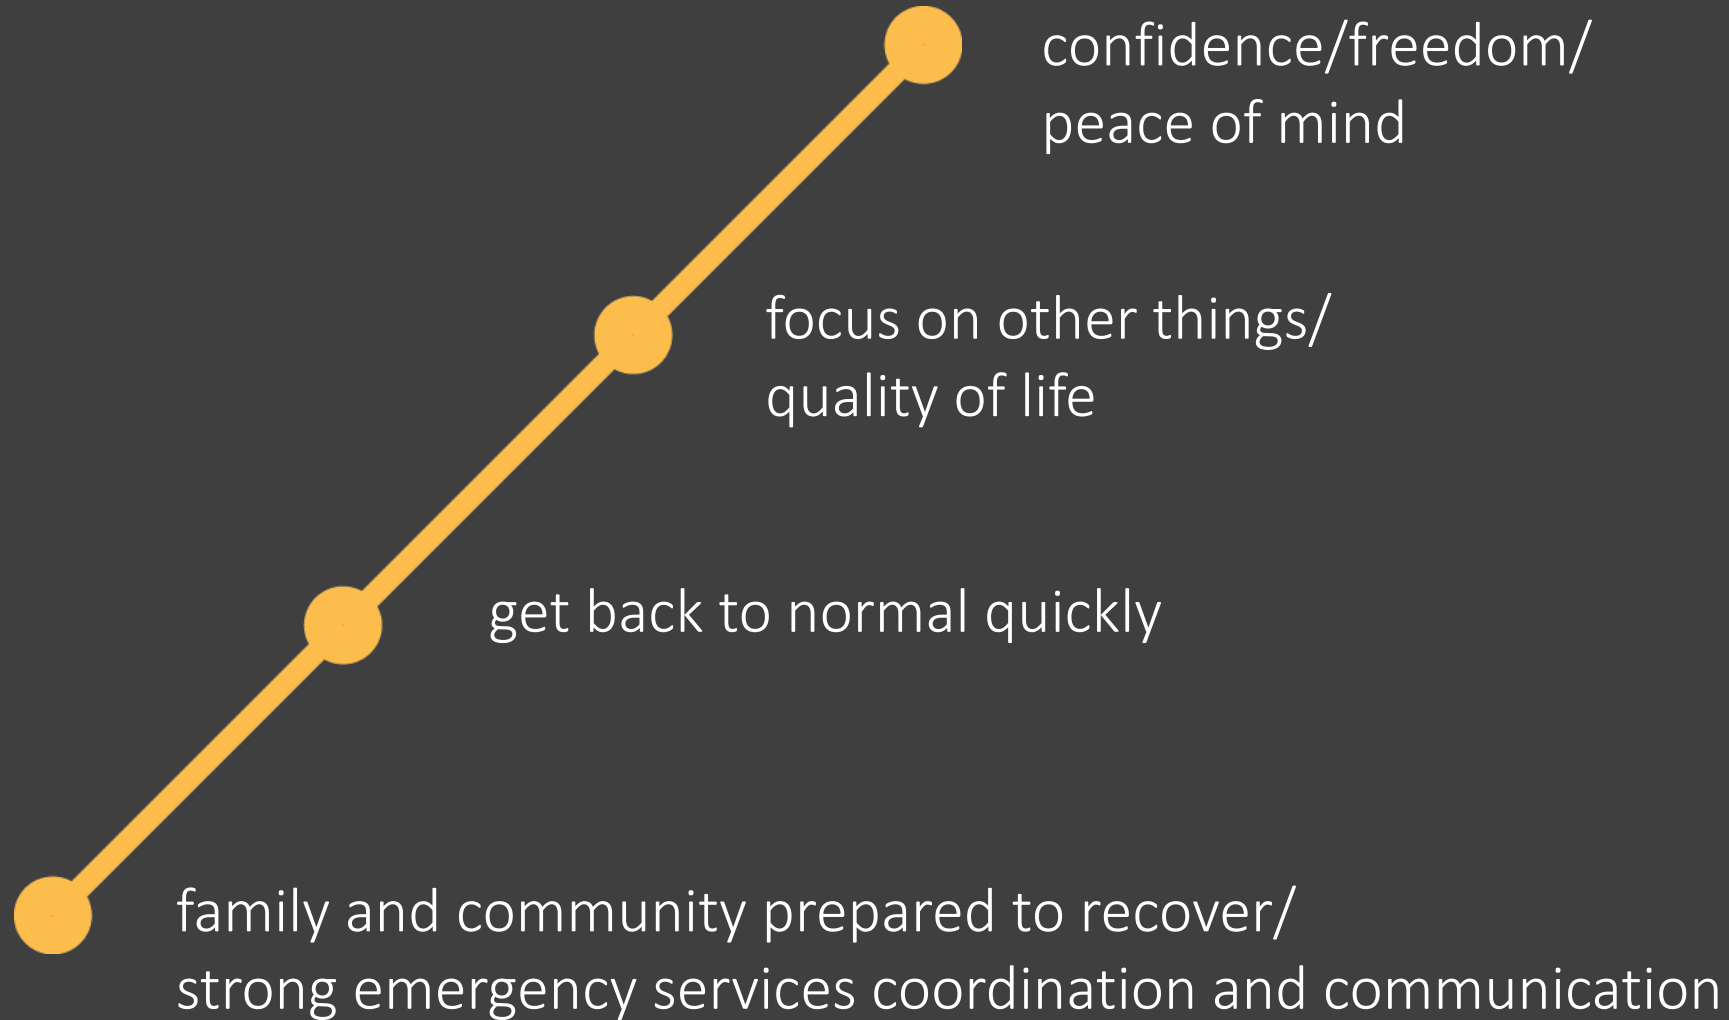 confidence/freedom/
peace of mind
focus on other things/
quality of life
get back to normal quickly
family and community prepared to recover/
strong emergency services coordination and communication